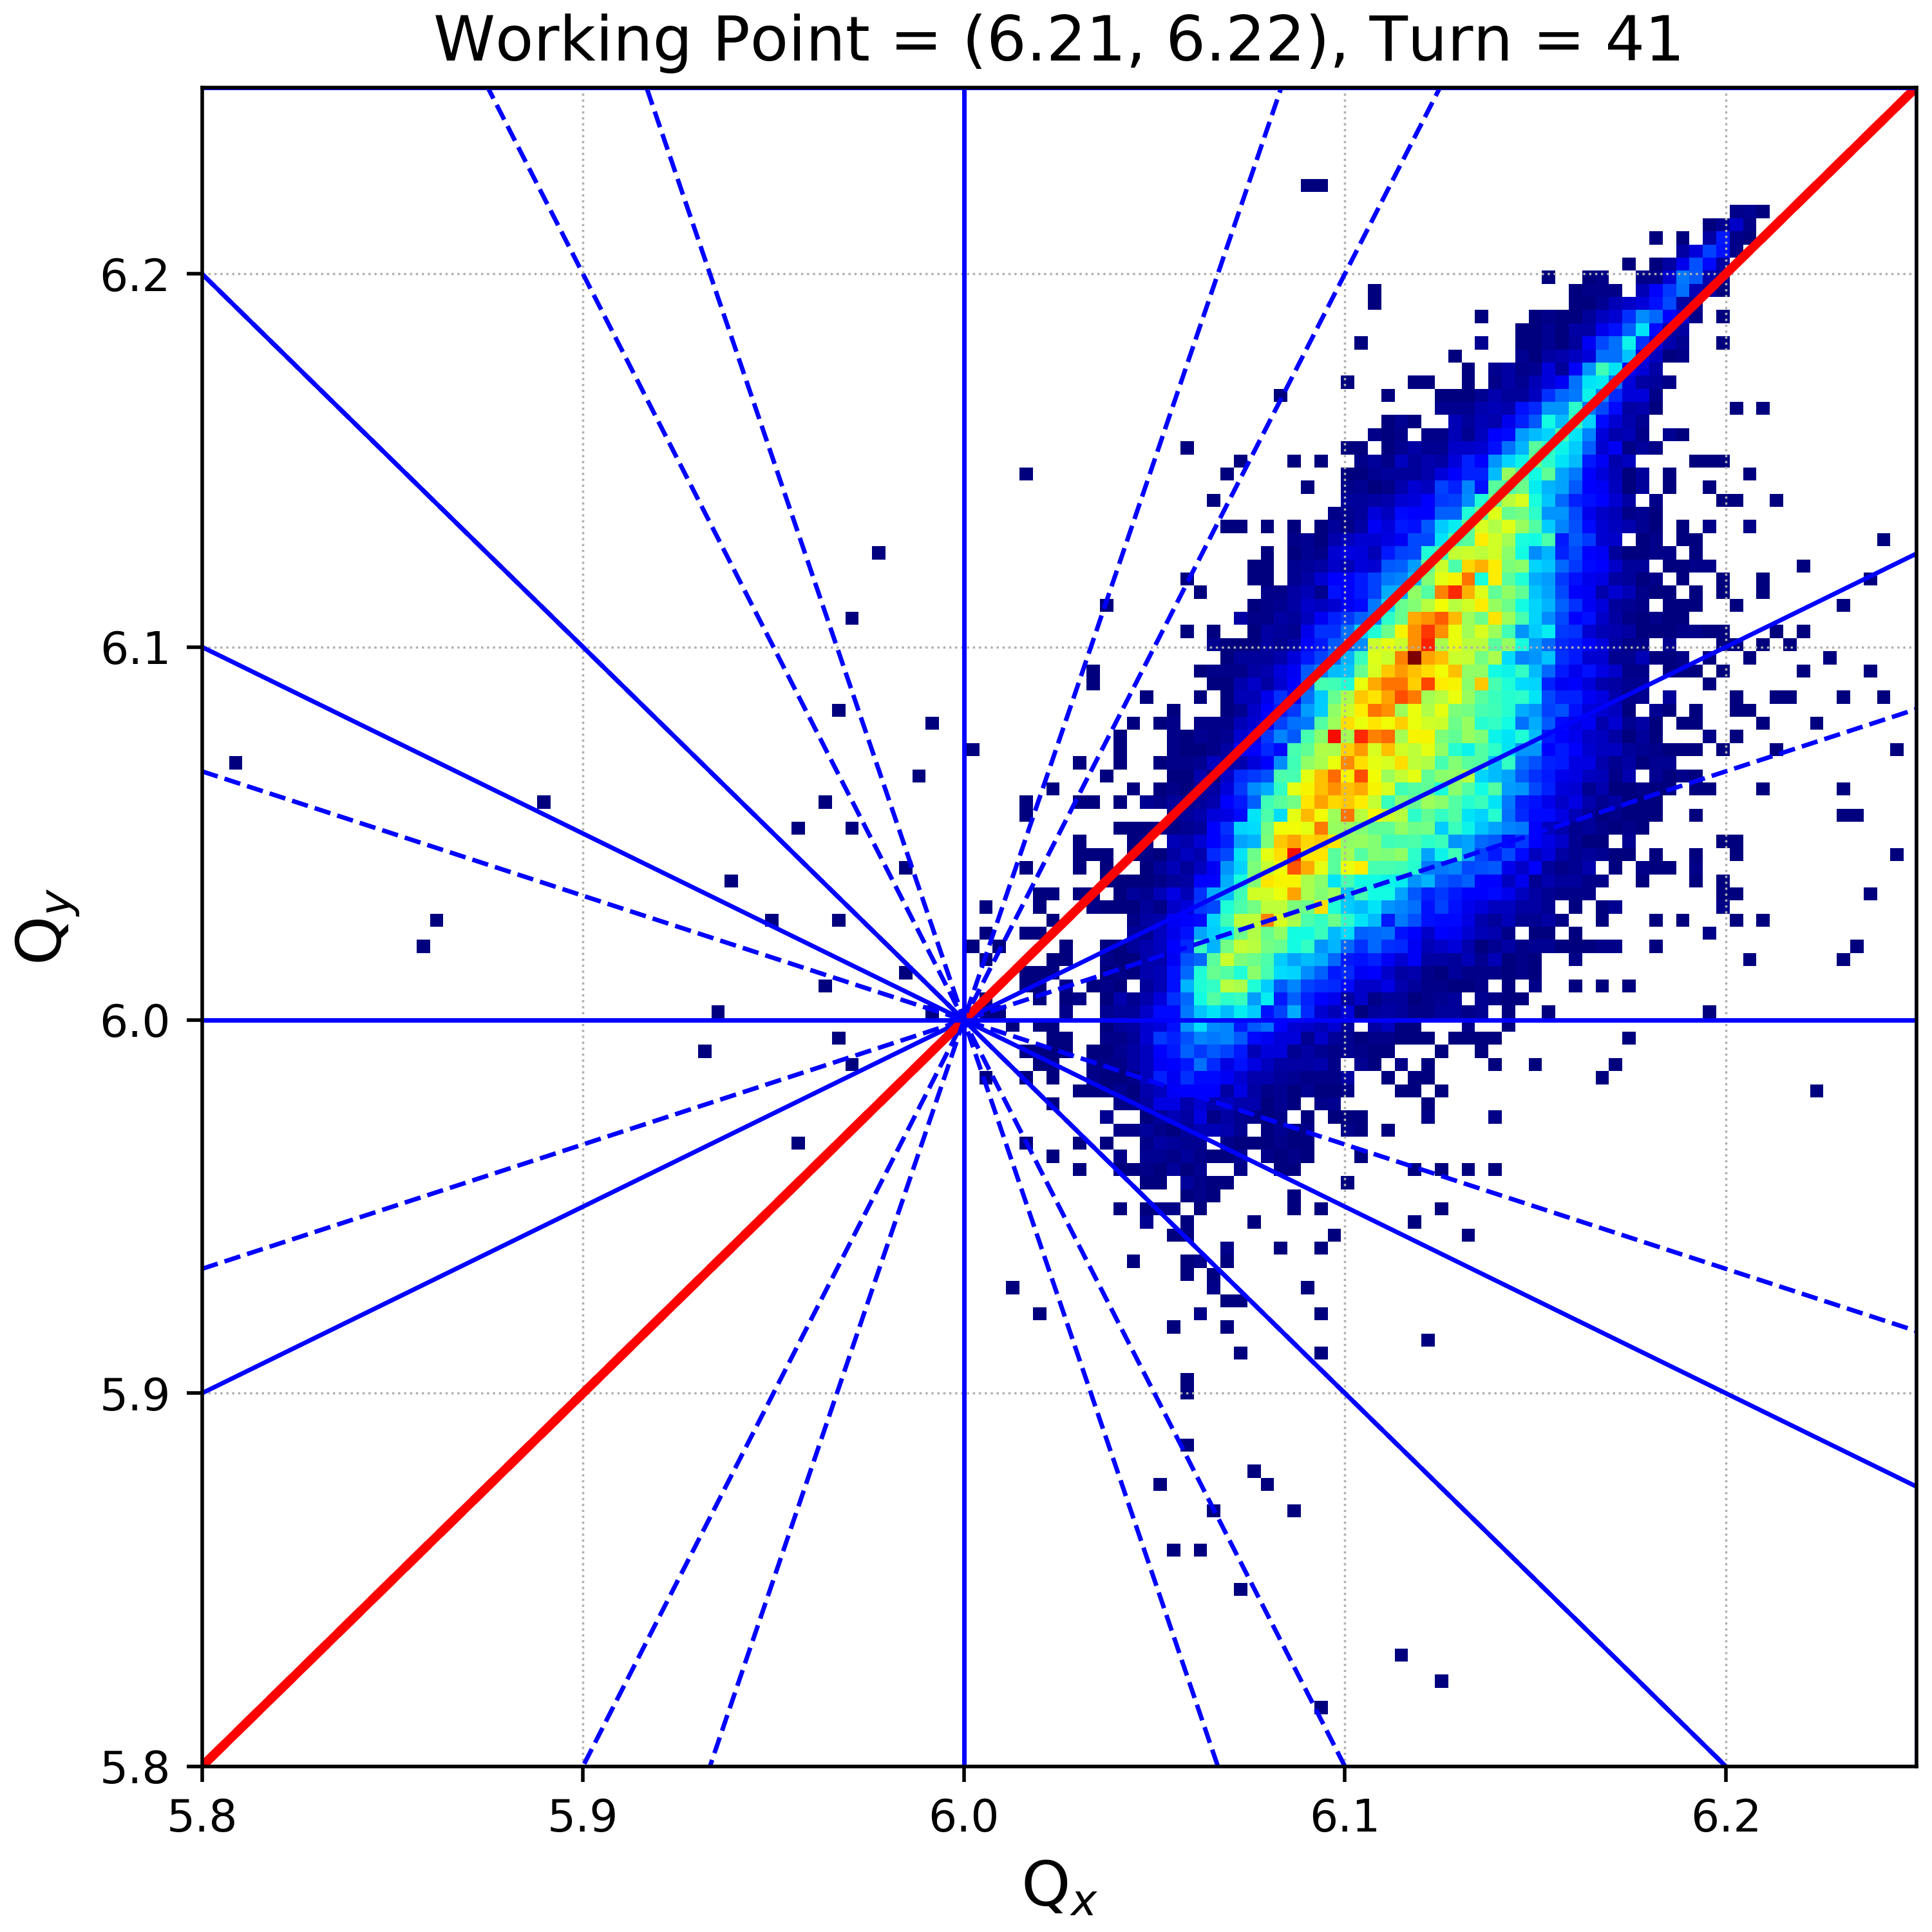 Working Point = (6.21, 6.22), Turn = 41
6.2
6.1
6.0
5.9
5.8
Qy
5.8 5.9 6.0 6.1 6.2
Qx